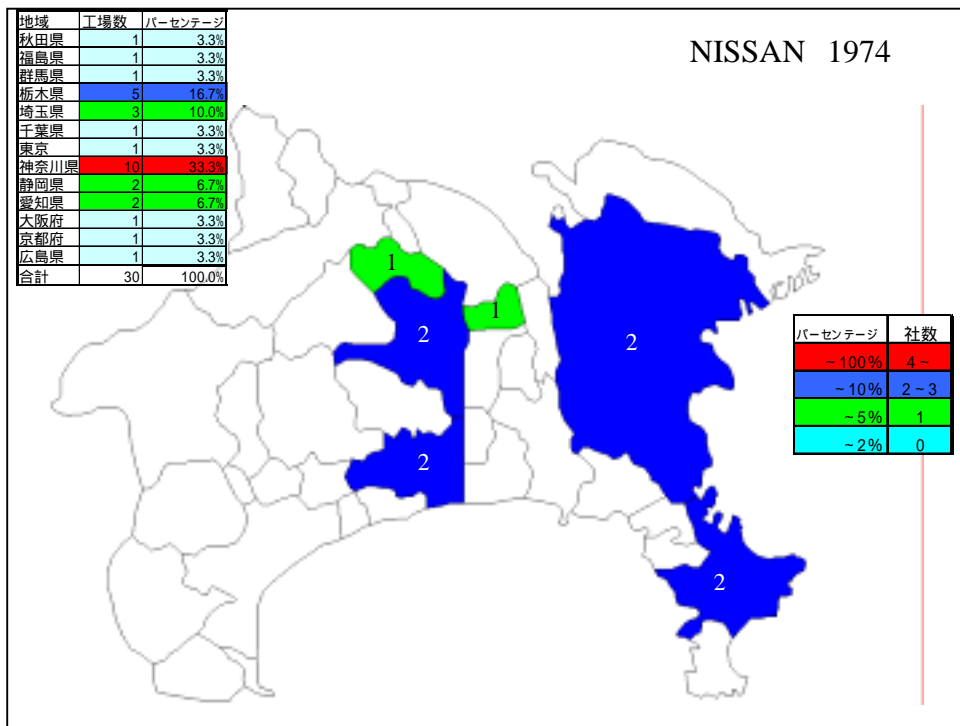 地域 工場数 パーセンテージ
秋田県 1 3.3%
福島県 1 3.3%
群馬県 1 3.3%
栃木県 5 16.7%
埼玉県 3 10.0%
千葉県 1 3.3%
東京 1 3.3%
神奈川県 10 33.3%
静岡県 2 6.7%
愛知県 2 6.7%
大阪府 1 3.3%
京都府 1 3.3%
広島県 1 3.3%
合計 30 100.0%
NISSAN 1974
1
1
2
2
2
2
パーセンテージ 社数
~100% 4~
~10% 2~3
~5% 1
~2% 0